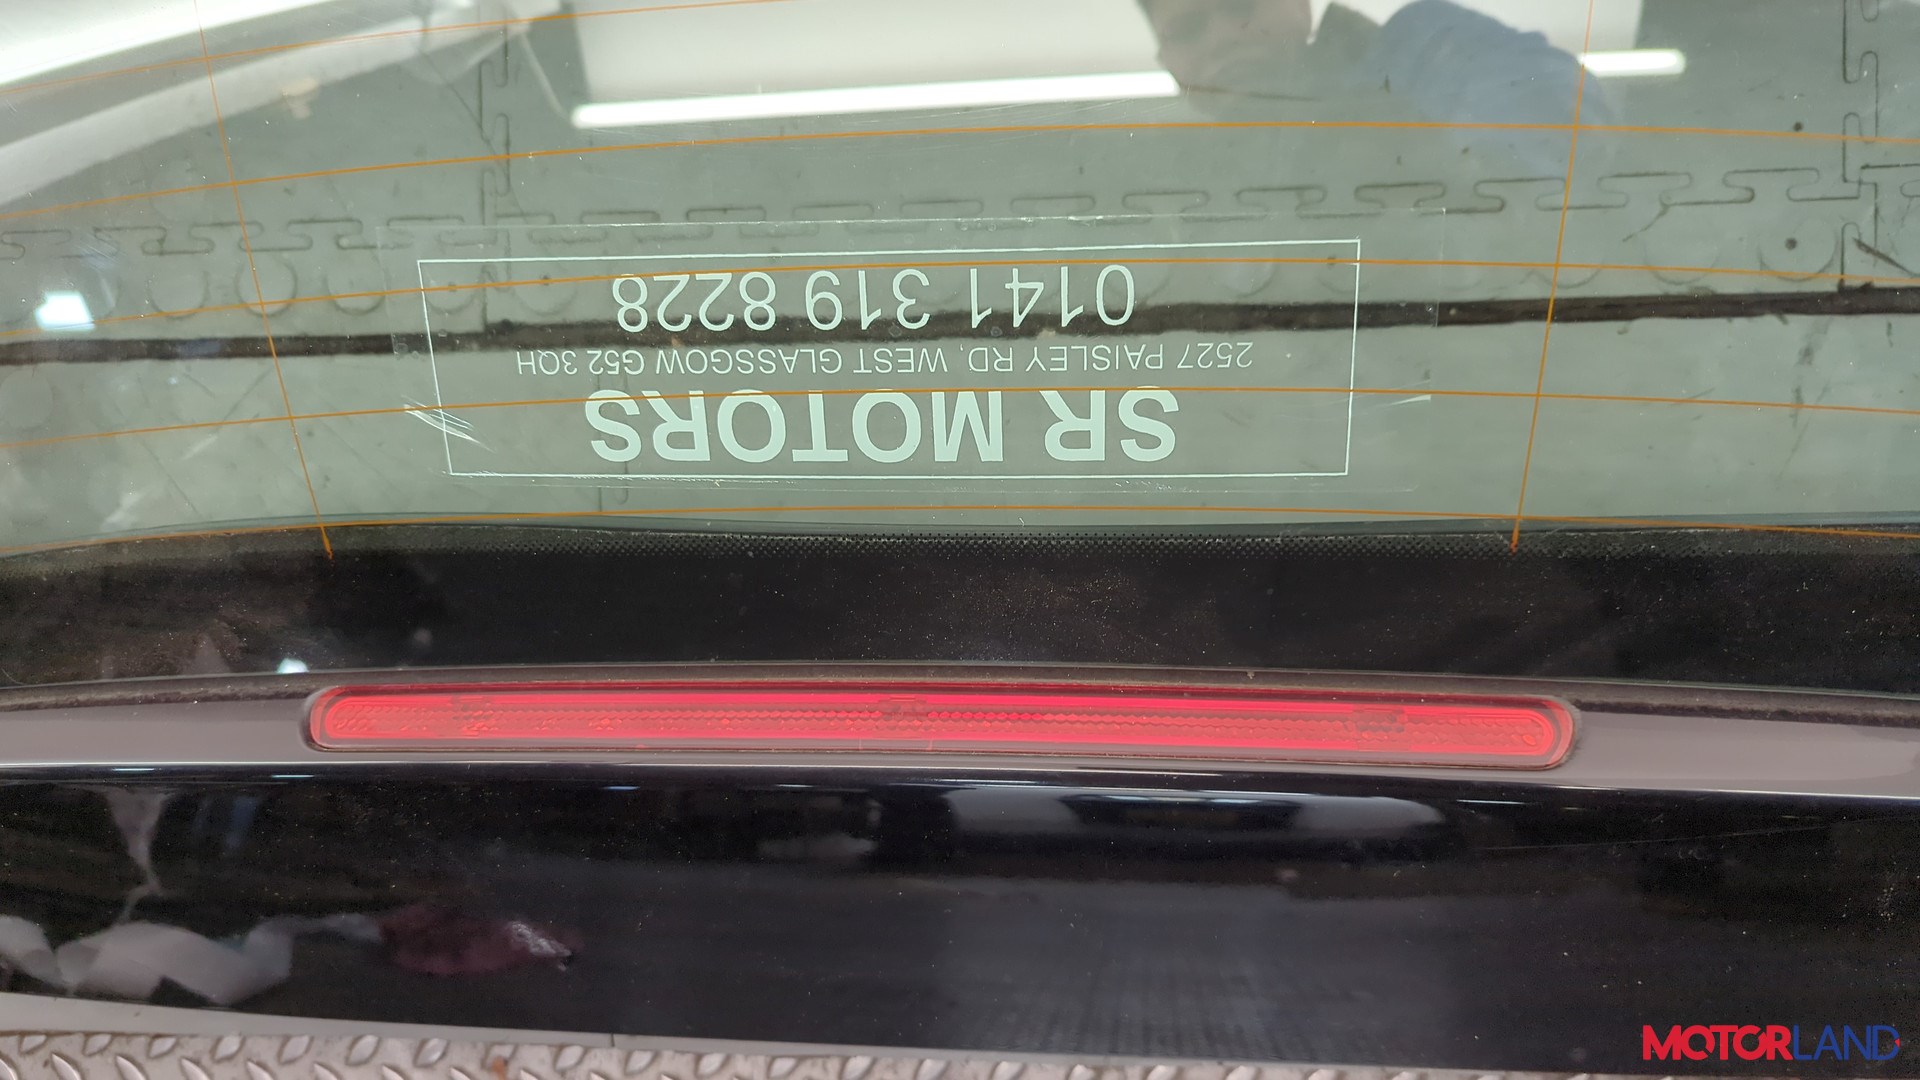 SR MOTORS
2527 PAISLEY RD, WEST GLASSGOW G52 3QH
0141 319 8228
MOTORLAND